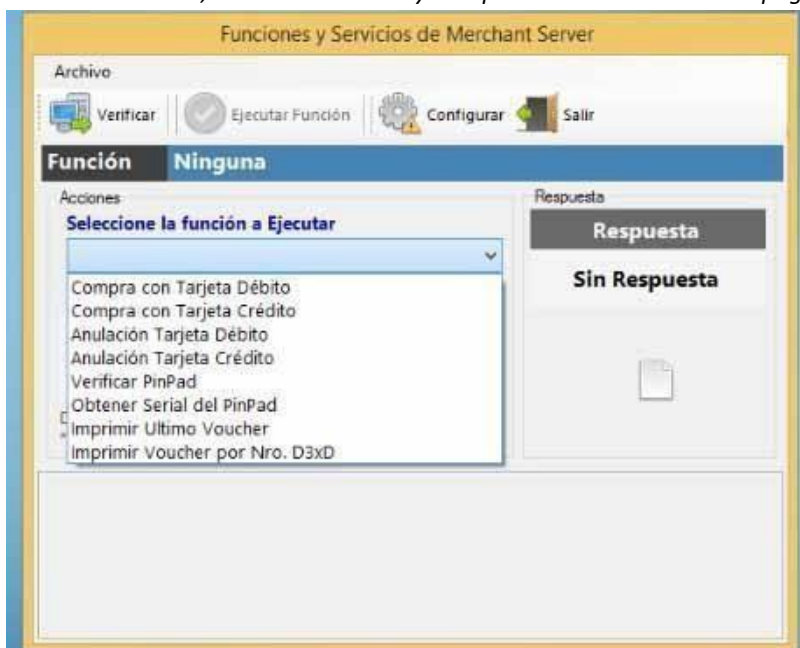 Funciones y Servicios de Merchant Server
Archivo
Verificar Ejecutar Función Configurar Salir
Función Ninguna
Acciones
Seleccione la función a Ejecutar
Compra con Tarjeta Débito
Compra con Tarjeta Crédito
Anulación Tarjeta Débito
Anulación Tarjeta Crédito
Verificar PinPad
Obtener Serial del PinPad
Imprimir Ultimo Voucher
Imprimir Voucher por Nro. D3xD
Respuesta
Respuesta
Sin Respuesta